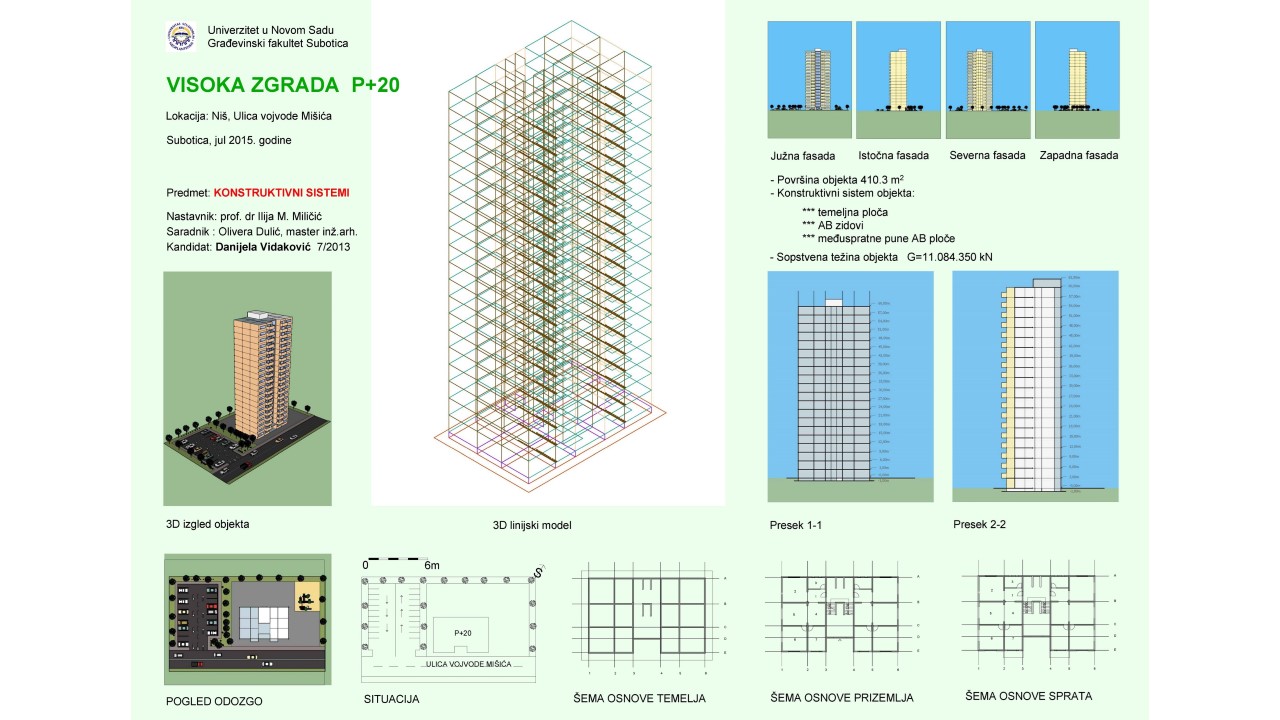 Univerzitet u Novom Sadu
Građevinski fakultet Subotica
VISOKA ZGRADA P+20
Lokacija: Niš, Ulica vojvode Mišića
Subotica, jul 2015. godine
Predmet: KONSTRUKTIVNI SISTEMI
Nastavnik: prof. dr Ilija M. Miličić
Saradnik : Olivera Dulić, master inž.arh.
Kandidat: Danijela Vidaković 7/2013
3D izgled objekta
3D linijski model
Južna fasada
Istočna fasada
Severna fasada
Zapadna fasada
- Površina objekta 410.3 m²
- Konstruktivni sistem objekta:
*** temeljna ploča
*** AB zidovi
*** međuspratne pune AB ploče
- Sopstvena težina objekta G=11.084.350 kN
Presek 1-1
Presek 2-2
POGLED ODOZGO
0 6m
S
P+20
ULICA VOJVODE MIŠIĆA
SITUACIJA
ŠEMA OSNOVE TEMELJA
ŠEMA OSNOVE PRIZEMLJA
ŠEMA OSNOVE SPRATA